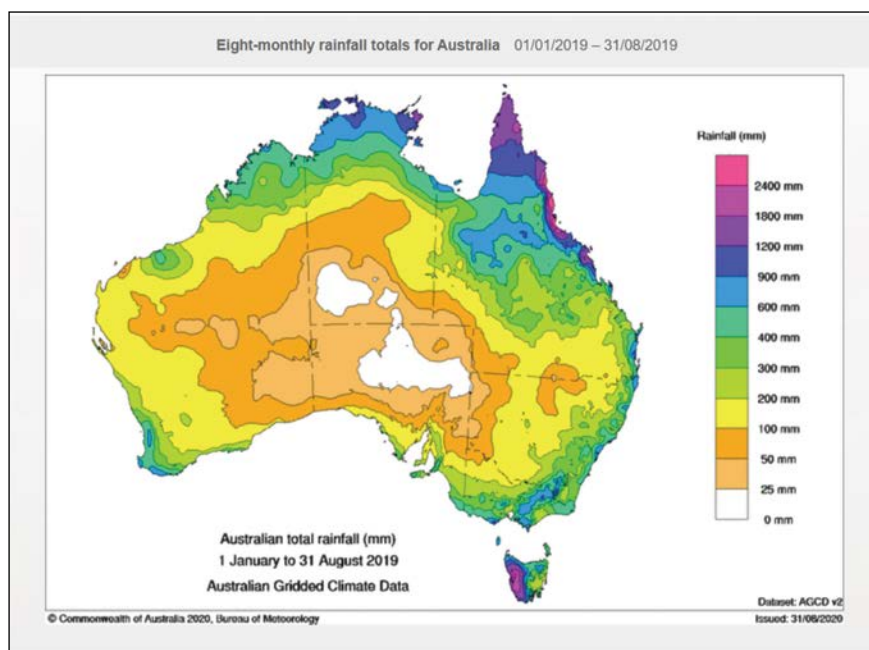 Eight-monthly rainfall totals for Australia 01/01/2019 – 31/08/2019
Rainfall (mm)
2400 mm
1800 mm
1200 mm
900 mm
600 mm
400 mm
300 mm
200 mm
100 mm
50 mm
25 mm
0 mm
Australian total rainfall (mm)
1 January to 31 August 2019
Australian Gridded Climate Data
Dataset: AGCD v2
© Commonwealth of Australia 2020, Bureau of Meteorology
Issued: 31/08/2020